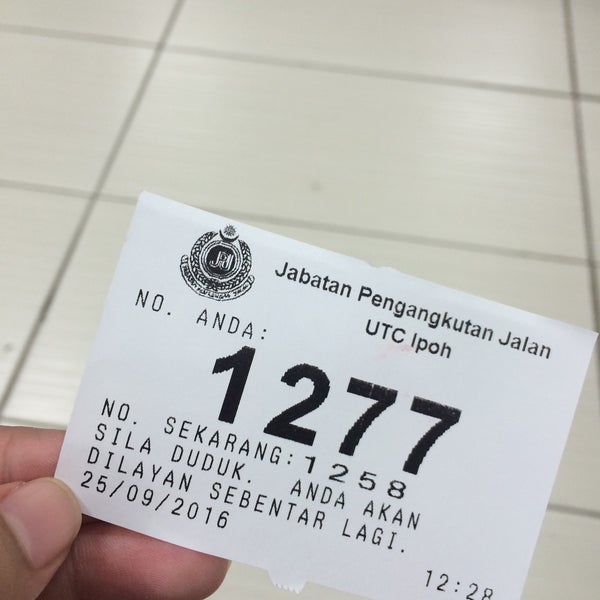 JPJ
Jabatan Pengangkutan Jalan
UTC Ipoh
NO. ANDA:
1277
NO. SEKARANG: 1258
SILA DUDUK. ANDA AKAN
DILAYAN SEBENTAR LAGI.
25/09/2016 12:28